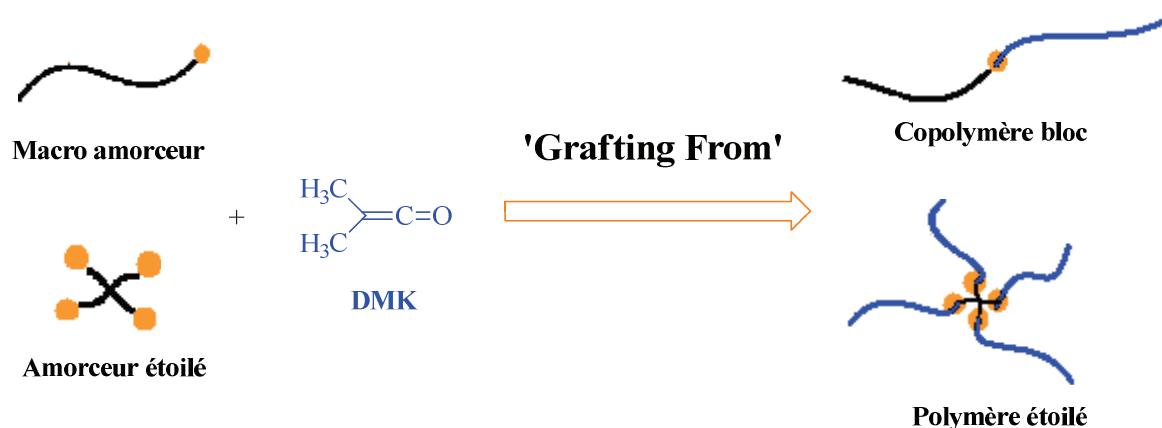 Macro amorceur
+
H₃C
C=O
H₃C
DMK
Amorceur étoilé
'Grafting From'
Copolymère bloc
Polymère étoilé